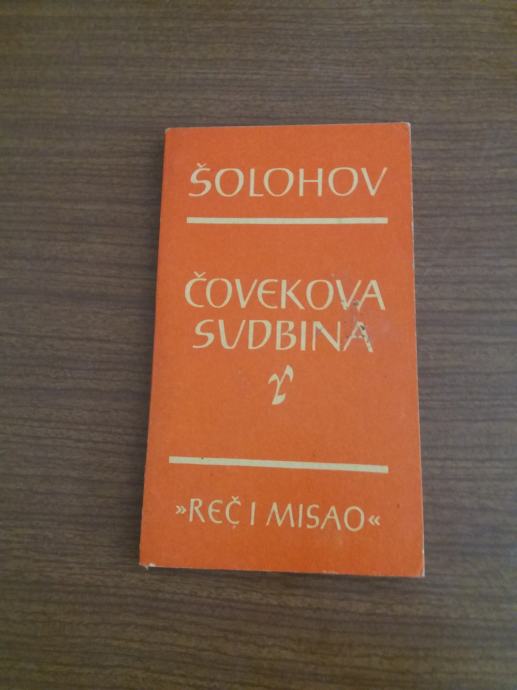 ŠOLOHOV
ČOVEKOVA
SUDBINA
»REČ I MISAO«